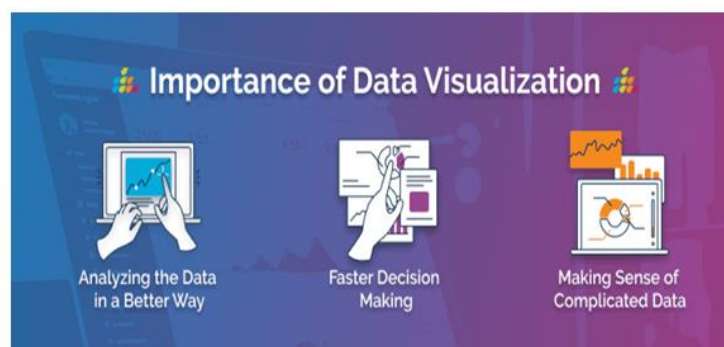 Importance of Data Visualization
Analyzing the Data
in a Better Way
Faster Decision
Making
Making Sense of
Complicated Data